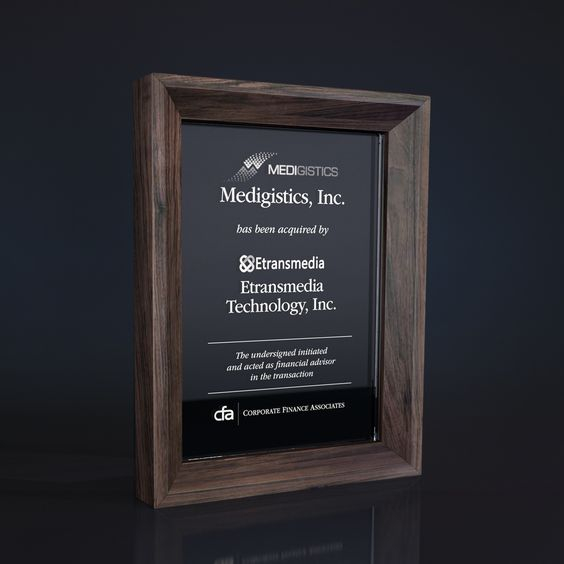 MEDIGISTICS
Medigistics, Inc.
has been acquired by
Etransmedia
Etransmedia
Technology, Inc.
The undersigned initiated
and acted as financial advisor
in the transaction
cfa CORPORATE FINANCE ASSOCIATES